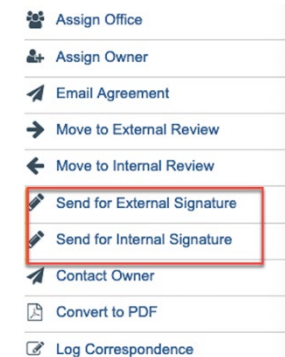 Assign Office
Assign Owner
Email Agreement
Move to External Review
Move to Internal Review
Send for External Signature
Send for Internal Signature
Contact Owner
Convert to PDF
Log Correspondence